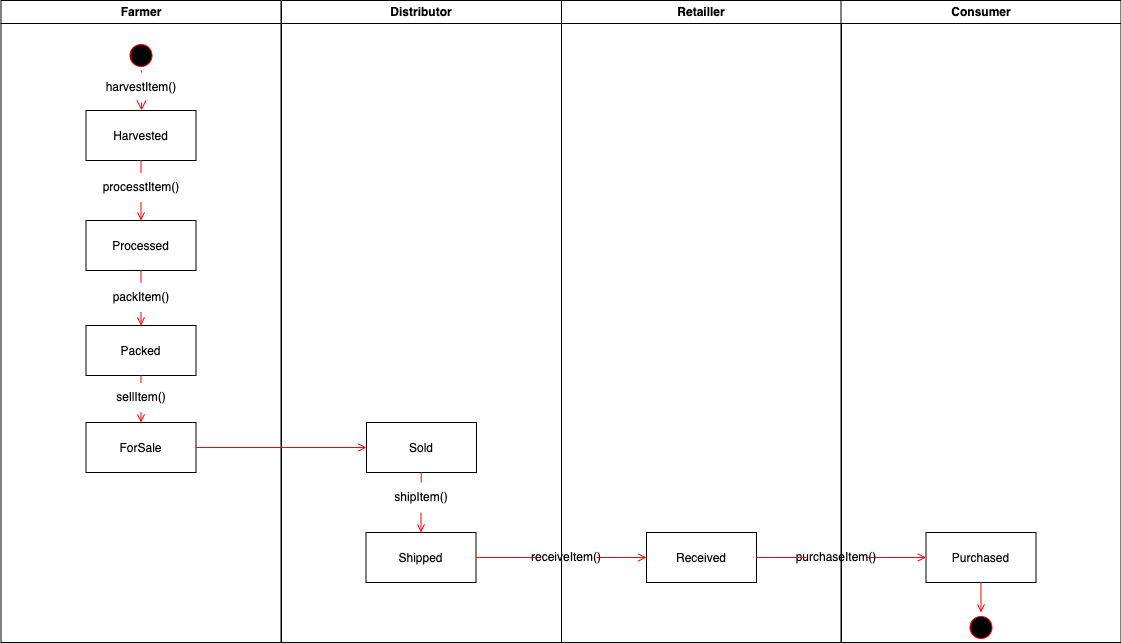 Farmer
Distributor
Retailler
Consumer
harvestItem()
Harvested
processtItem()
Processed
packItem()
Packed
sellItem()
ForSale
Sold
shipItem()
Shipped
receiveItem()
Received
purchaseItem()
Purchased